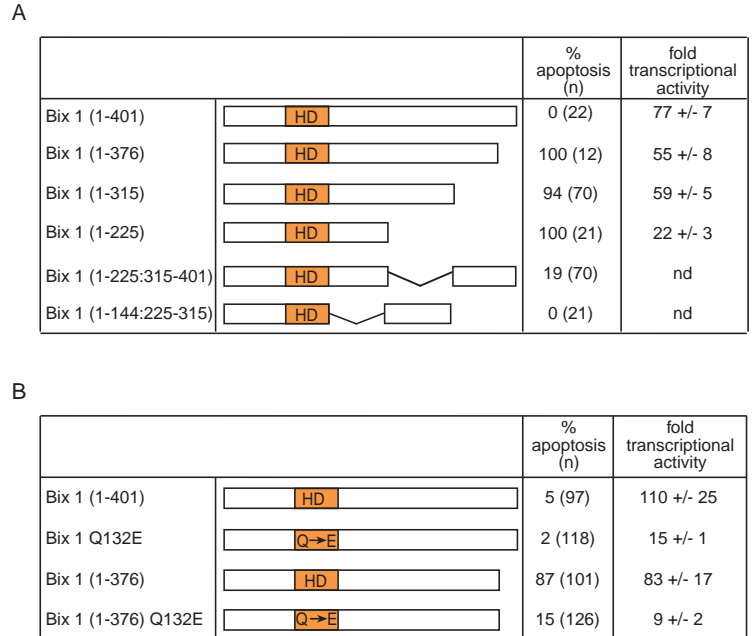 A
%
apoptosis
(n)
fold
transcriptional
activity
Bix 1 (1-401) HD 0 (22) 77 +/- 7
Bix 1 (1-376) HD 100 (12) 55 +/- 8
Bix 1 (1-315) HD 94 (70) 59 +/- 5
Bix 1 (1-225) HD 100 (21) 22 +/- 3
Bix 1 (1-225:315-401) HD 19 (70) nd
Bix 1 (1-144:225-315) HD 0 (21) nd
B
%
apoptosis
(n)
fold
transcriptional
activity
Bix 1 (1-401) HD 5 (97) 110 +/- 25
Bix 1 Q132E Q→E 2 (118) 15 +/- 1
Bix 1 (1-376) HD 87 (101) 83 +/- 17
Bix 1 (1-376) Q132E Q→E 15 (126) 9 +/- 2